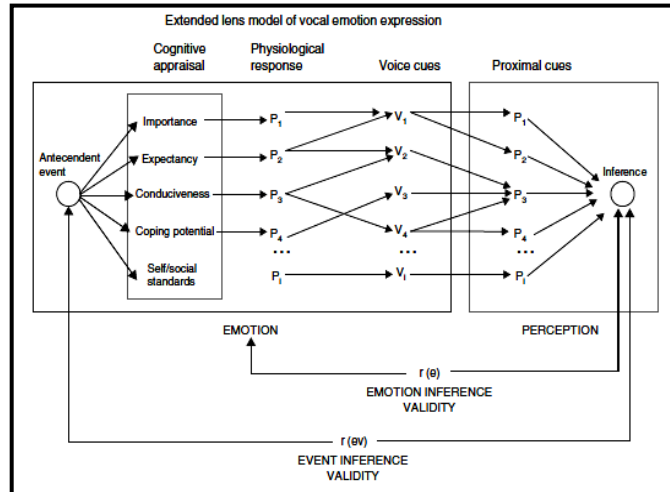 Extended lens model of vocal emotion expression
Cognitive appraisal
Physiological response
Voice cues
Proximal cues
Antecendent event
Importance
Expectancy
Conduciveness
Coping potential
Self/social standards
P1
P2
P3
P4
...
Pi
V1
V2
V3
V4
...
Vi
P1
P2
P3
P4
...
Pi
Inference
EMOTION
PERCEPTION
r (e)
EMOTION INFERENCE
VALIDITY
r (ev)
EVENT INFERENCE
VALIDITY